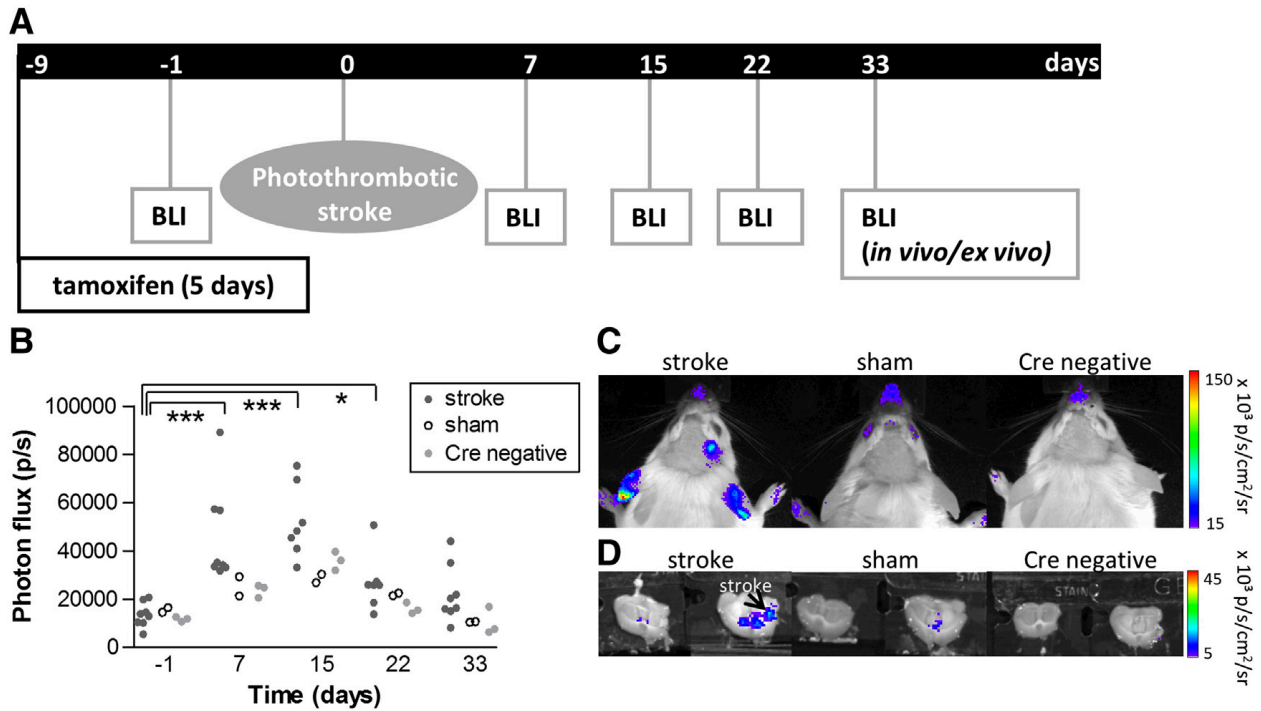 A
-9 -1 0 7 15 22 33 days
Photothrombotic
stroke
BLI
BLI
BLI
BLI
BLI
(in vivo/ex vivo)
tamoxifen (5 days)
B
Photon flux (p/s)
100000
80000
60000
40000
20000
0
*** *** *
stroke
sham
Cre negative
-1 7 15 22 33
Time (days)
C
stroke sham Cre negative
150
15
x 10³ p/s/cm²/sr
D
stroke sham Cre negative
stroke
STAI
STAIN
G
45
5
x 10³ p/s/cm²/sr